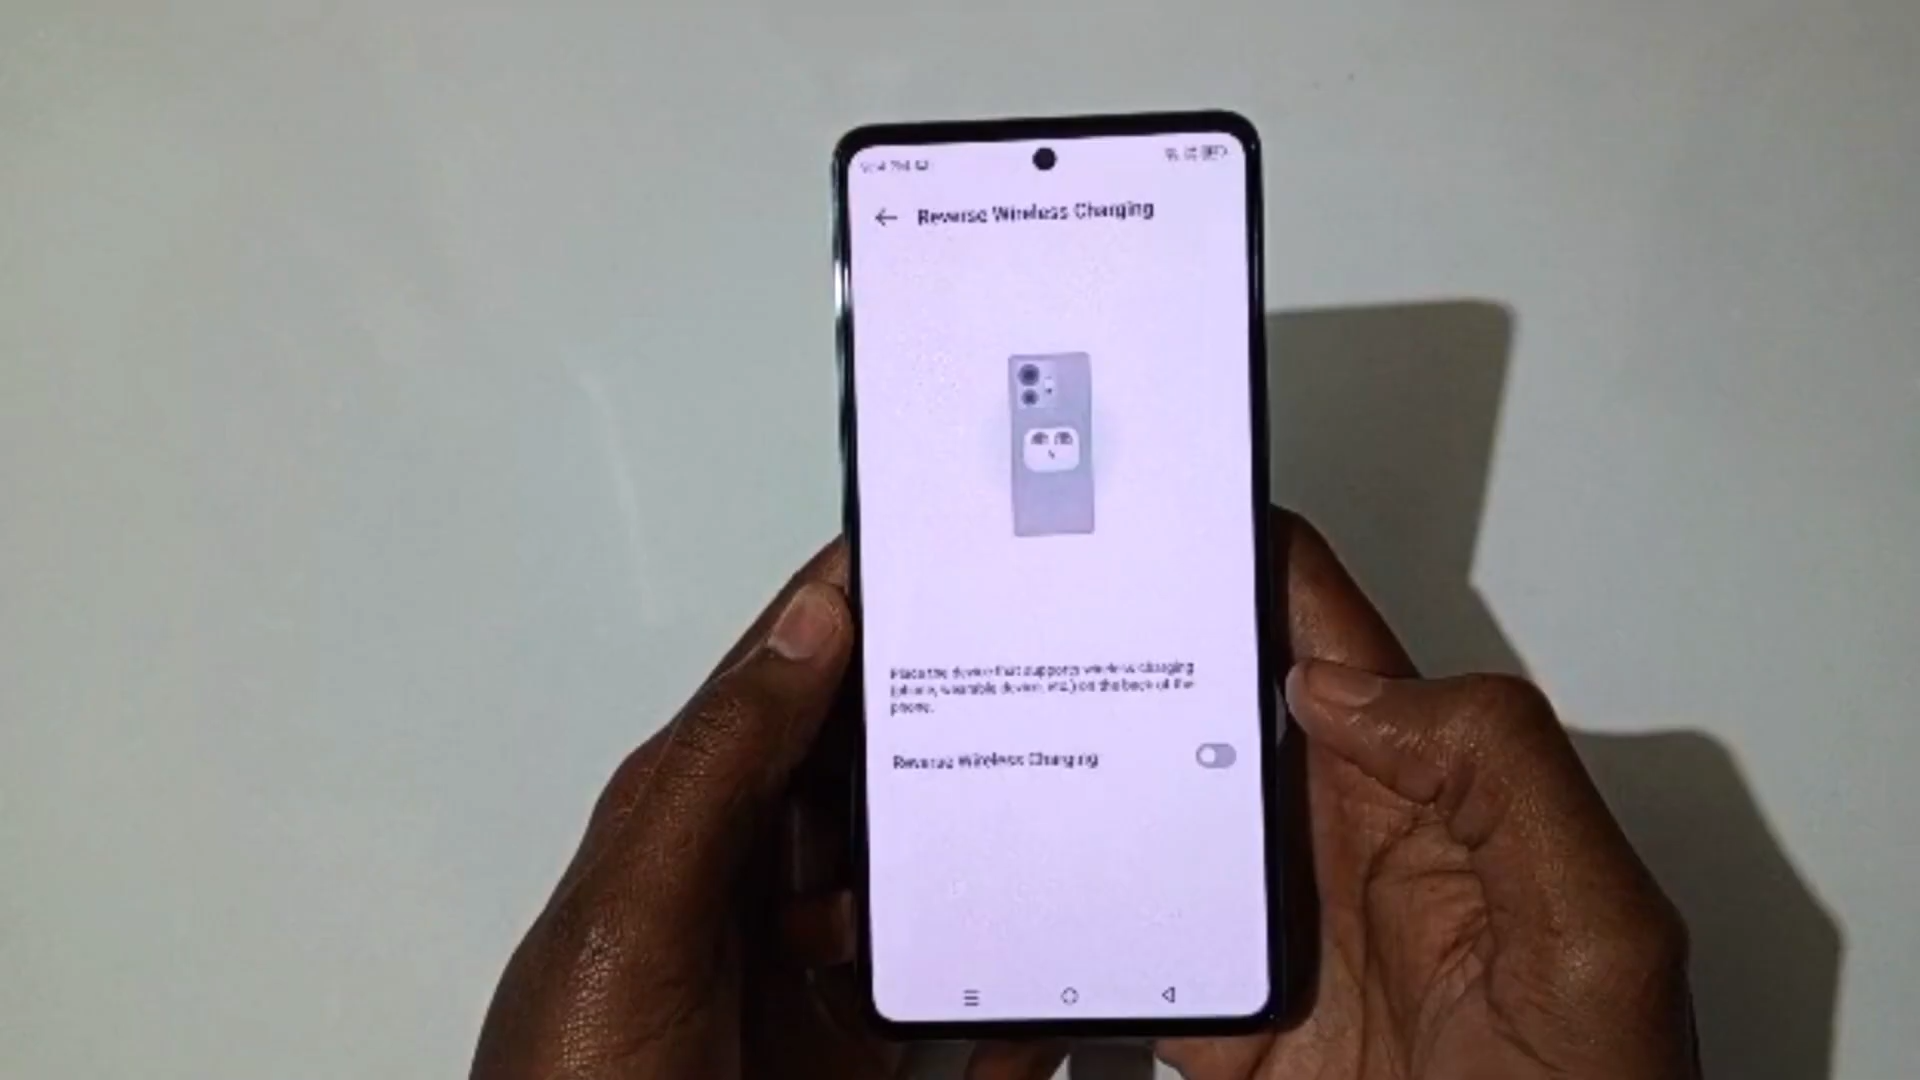 Reverse Wireless Charging
Place the device that supports wireless charging
(phone, wearable device, etc.) on the back of the
phone.
Reverse Wireless Charging